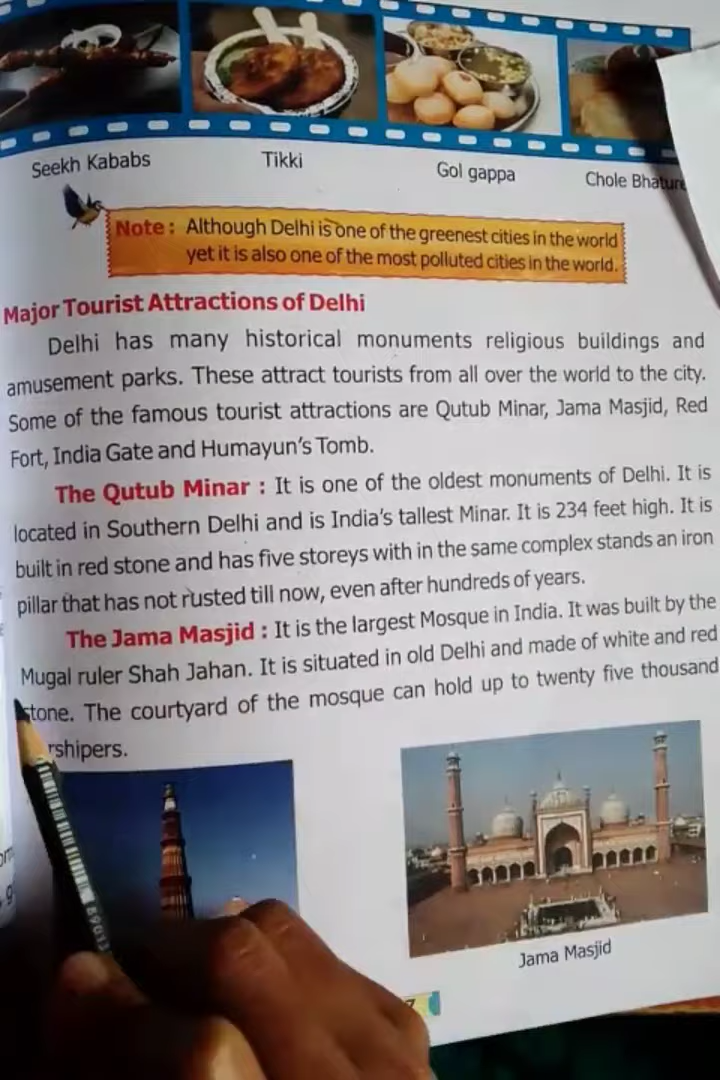 Seekh Kababs
Tikki
Gol gappa
Chole Bhature
Note : Although Delhi is one of the greenest cities in the world
yet it is also one of the most polluted cities in the world.
Major Tourist Attractions of Delhi
Delhi has many historical monuments religious buildings and
amusement parks. These attract tourists from all over the world to the city.
Some of the famous tourist attractions are Qutub Minar, Jama Masjid, Red
Fort, India Gate and Humayun's Tomb.
The Qutub Minar : It is one of the oldest monuments of Delhi. It is
located in Southern Delhi and is India's tallest Minar. It is 234 feet high. It is
built in red stone and has five storeys with in the same complex stands an iron
pillar that has not rusted till now, even after hundreds of years.
The Jama Masjid : It is the largest Mosque in India. It was built by the
Mugal ruler Shah Jahan. It is situated in old Delhi and made of white and red
stone. The courtyard of the mosque can hold up to twenty five thousand
rshipers.
Jama Masjid